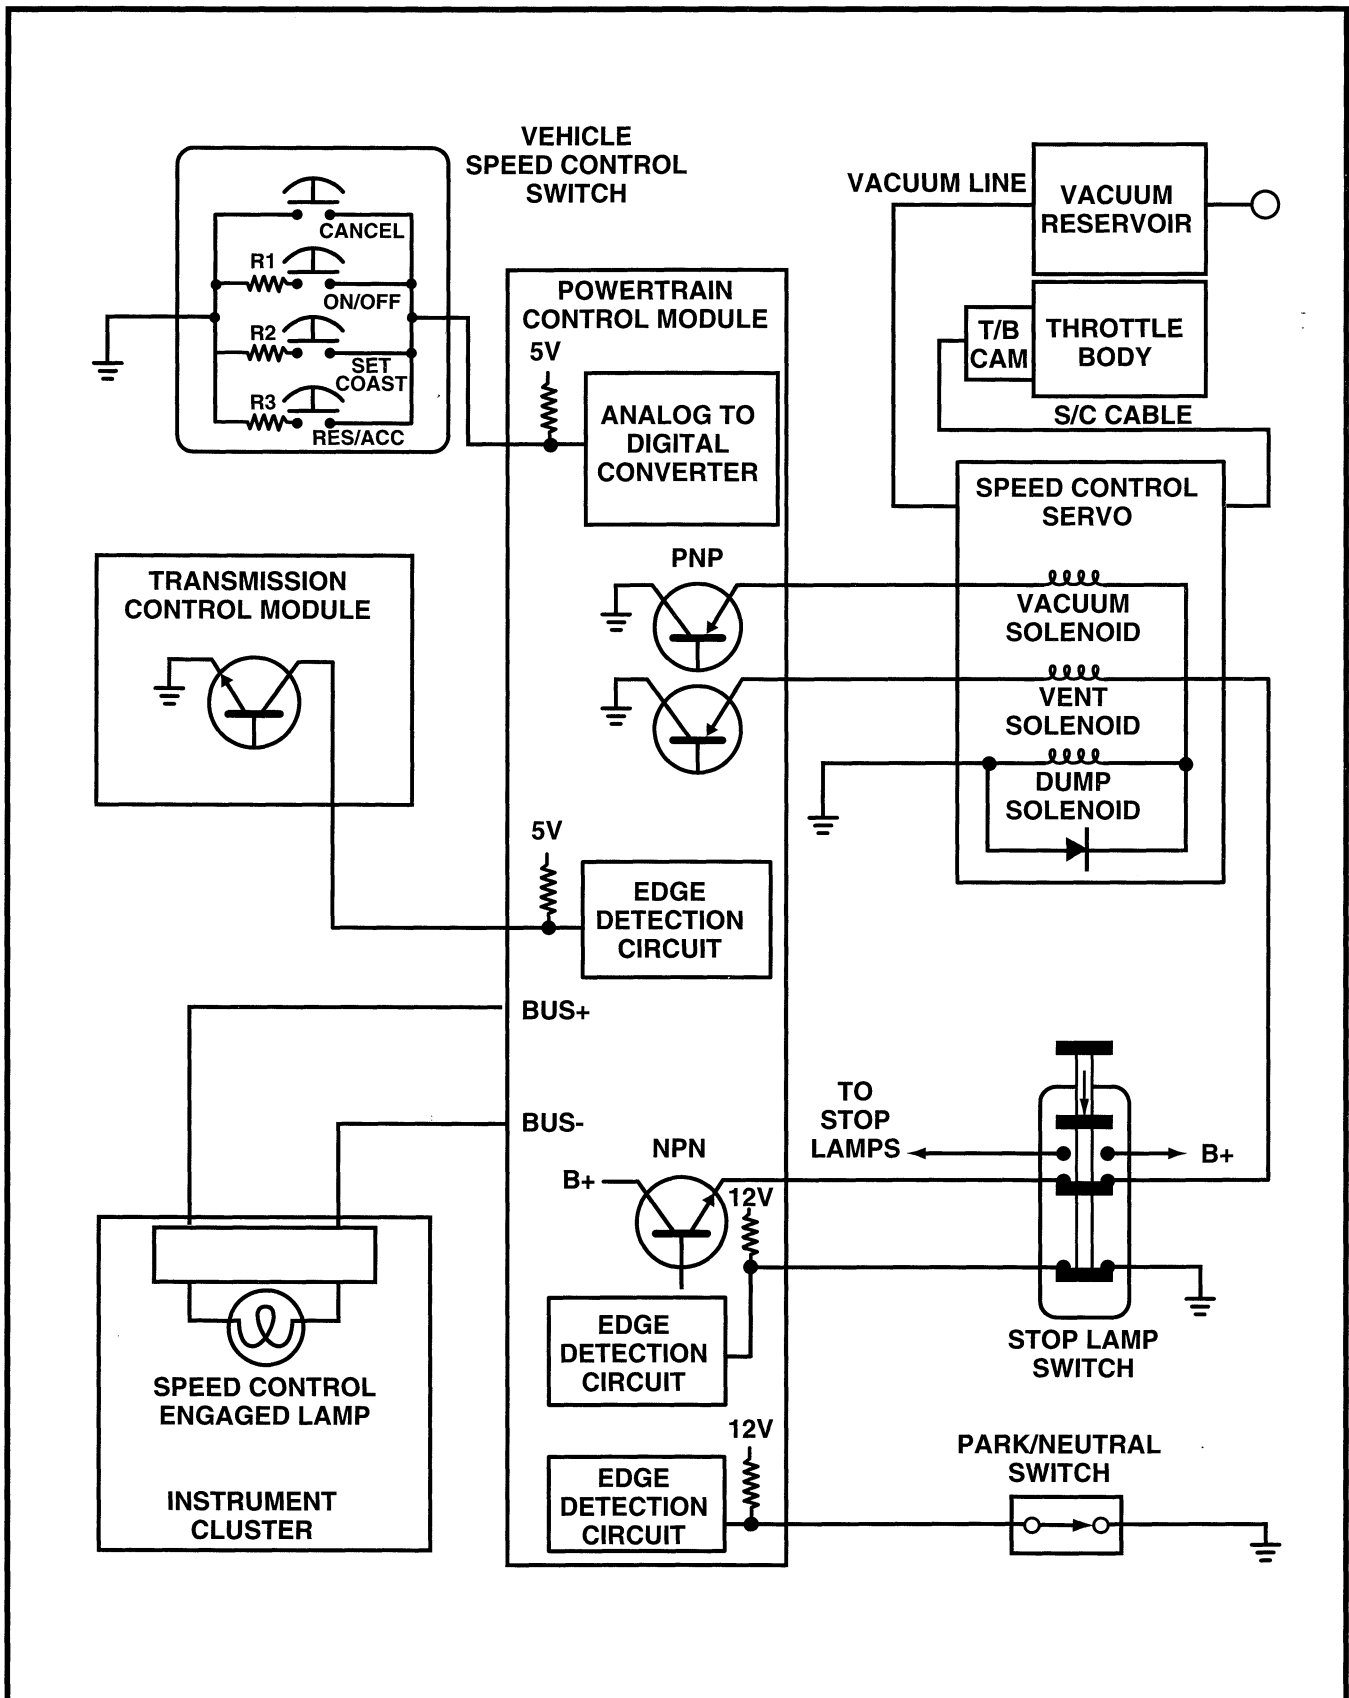 VEHICLE
SPEED CONTROL
SWITCH
CANCEL
R1
ON/OFF
R2
SET
COAST
R3
RES/ACC
VACUUM LINE
VACUUM
RESERVOIR
T/B
CAM
THROTTLE
BODY
S/C CABLE
POWERTRAIN
CONTROL MODULE
5V
ANALOG TO
DIGITAL
CONVERTER
SPEED CONTROL
SERVO
PNP
VACUUM
SOLENOID
VENT
SOLENOID
DUMP
SOLENOID
TRANSMISSION
CONTROL MODULE
5V
EDGE
DETECTION
CIRCUIT
BUS+
BUS-
TO
STOP
LAMPS
B+
NPN
B+
12V
EDGE
DETECTION
CIRCUIT
STOP LAMP
SWITCH
SPEED CONTROL
ENGAGED LAMP
INSTRUMENT
CLUSTER
12V
EDGE
DETECTION
CIRCUIT
PARK/NEUTRAL
SWITCH